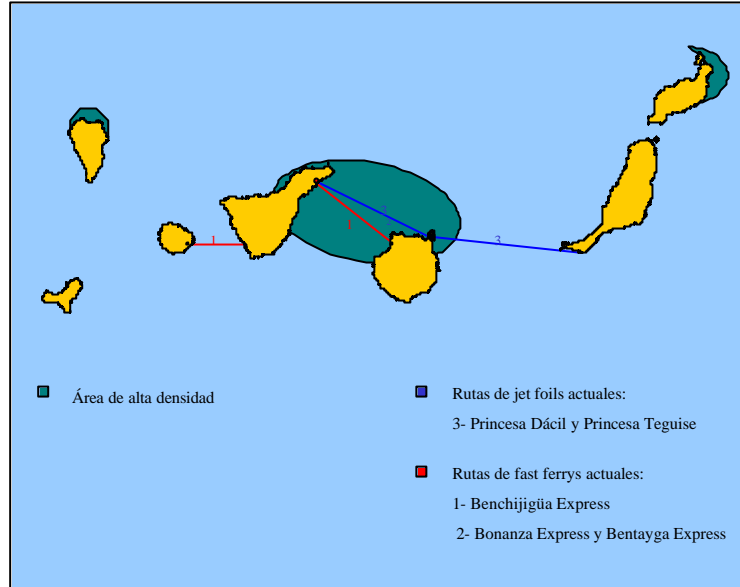 3
1
3
1
Área de alta densidad
Rutas de jet foils actuales:
3- Princesa Dácil y Princesa Teguise
Rutas de fast ferrys actuales:
1- Benchijigüa Express
2- Bonanza Express y Bentayga Express